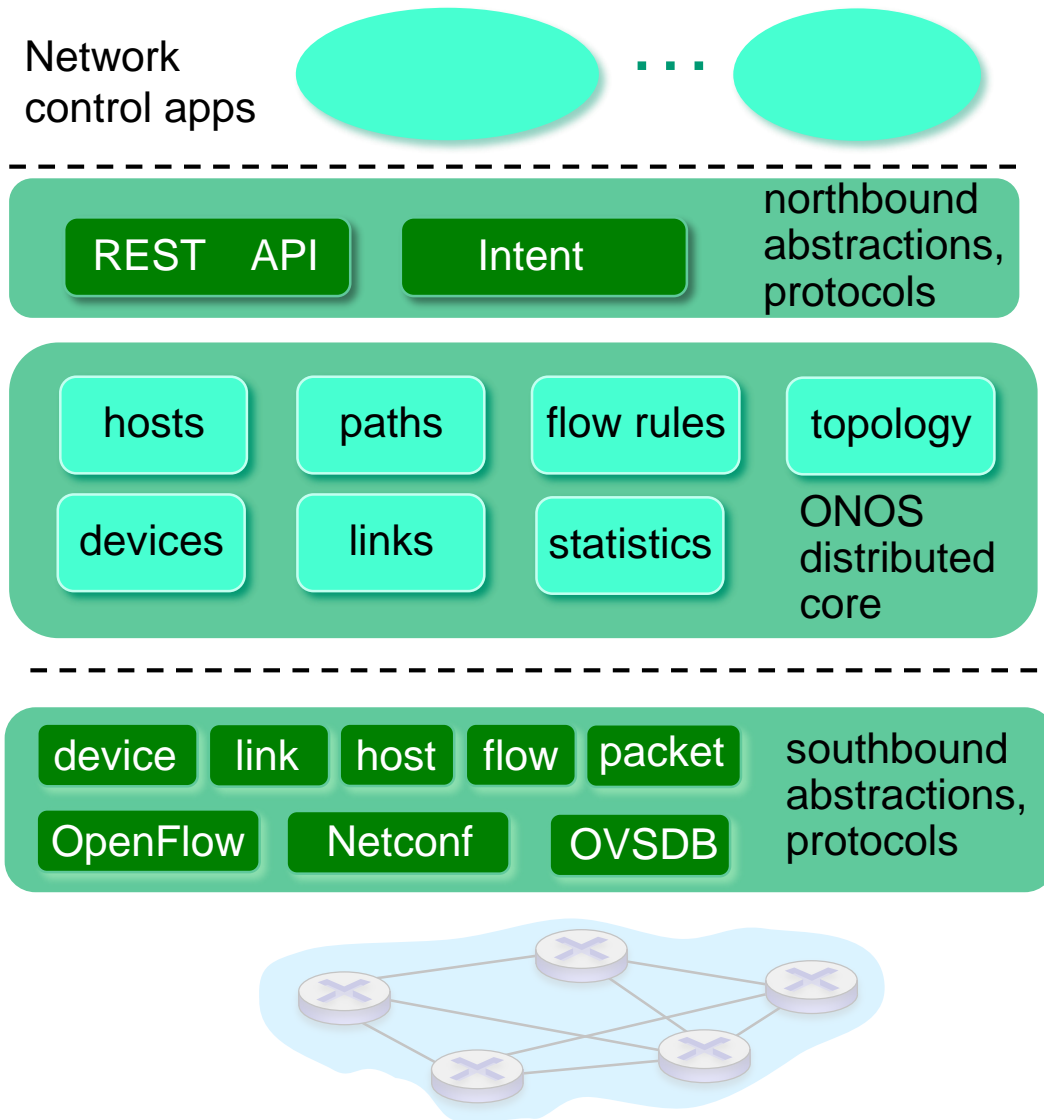 Network
control apps
...
REST API
Intent
northbound
abstractions,
protocols
hosts
paths
flow rules
topology
devices
links
statistics
ONOS
distributed
core
device
link
host
flow
packet
southbound
abstractions,
protocols
OpenFlow
Netconf
OVSDB